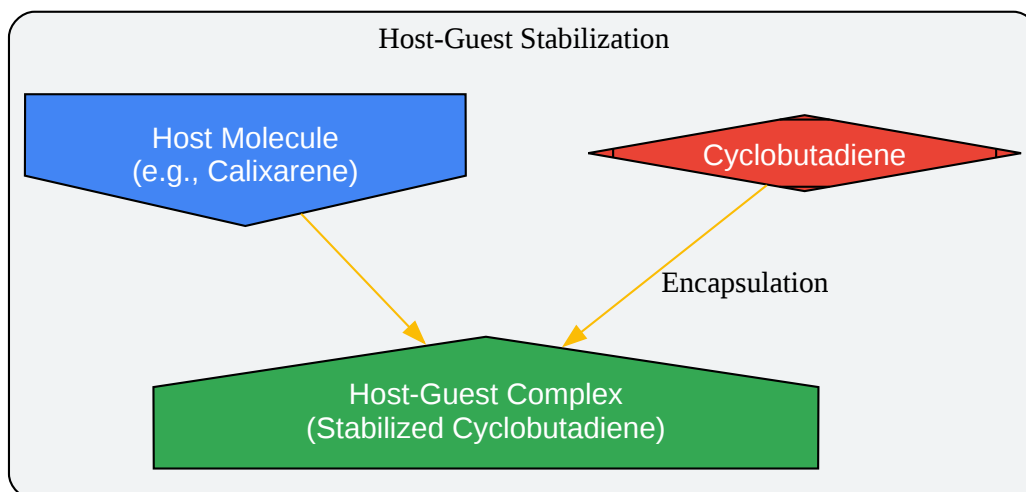 Host-Guest Stabilization
Host Molecule
(e.g., Calixarene)
Cyclobutadiene
Encapsulation
Host-Guest Complex
(Stabilized Cyclobutadiene)